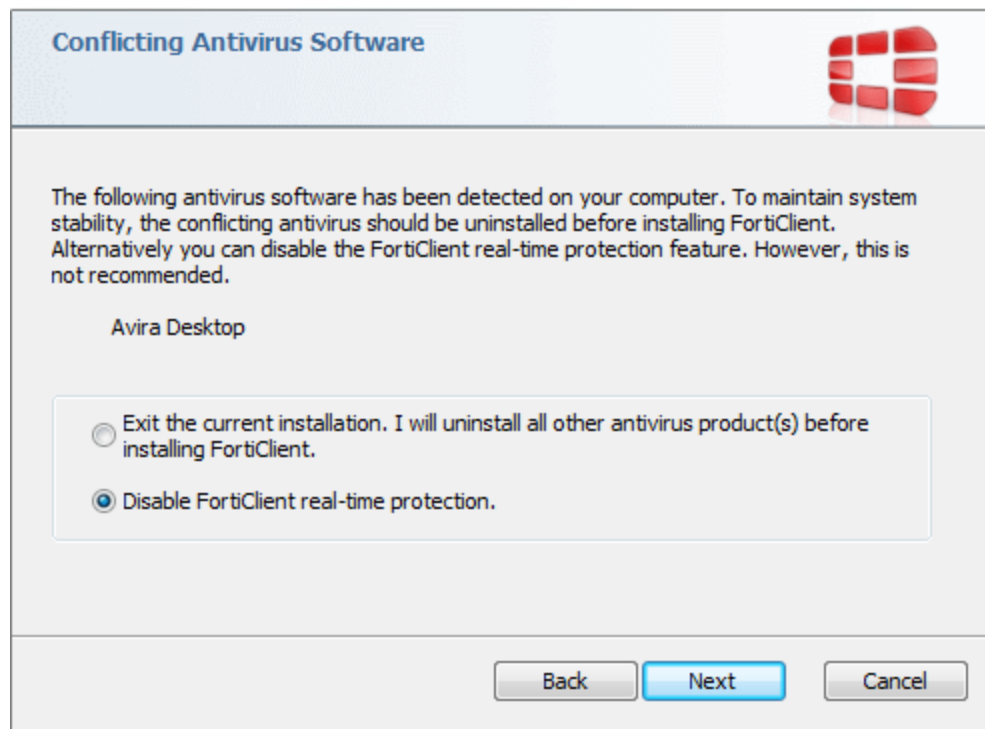 Conflicting Antivirus Software
The following antivirus software has been detected on your computer. To maintain system
stability, the conflicting antivirus should be uninstalled before installing FortiClient.
Alternatively you can disable the FortiClient real-time protection feature. However, this is
not recommended.
Avira Desktop
Exit the current installation. I will uninstall all other antivirus product(s) before
installing FortiClient.
Disable FortiClient real-time protection.
Back
Next
Cancel